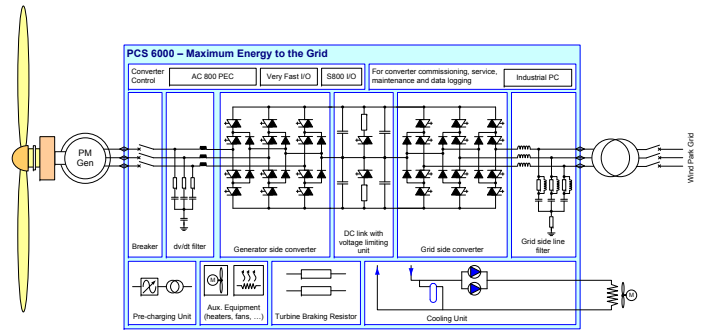 PCS 6000 – Maximum Energy to the Grid
Converter
Control
AC 800 PEC
Very Fast I/O
S800 I/O
For converter commissioning, service,
maintenance and data logging
Industrial PC
PM
Gen
Wind Park Grid
Breaker
dv/dt filter
Generator side converter
DC link with
voltage limiting
unit
Grid side converter
Grid side line
filter
Pre-charging Unit
M
Aux. Equipment
(heaters, fans, …)
Turbine Braking Resistor
Cooling Unit
M